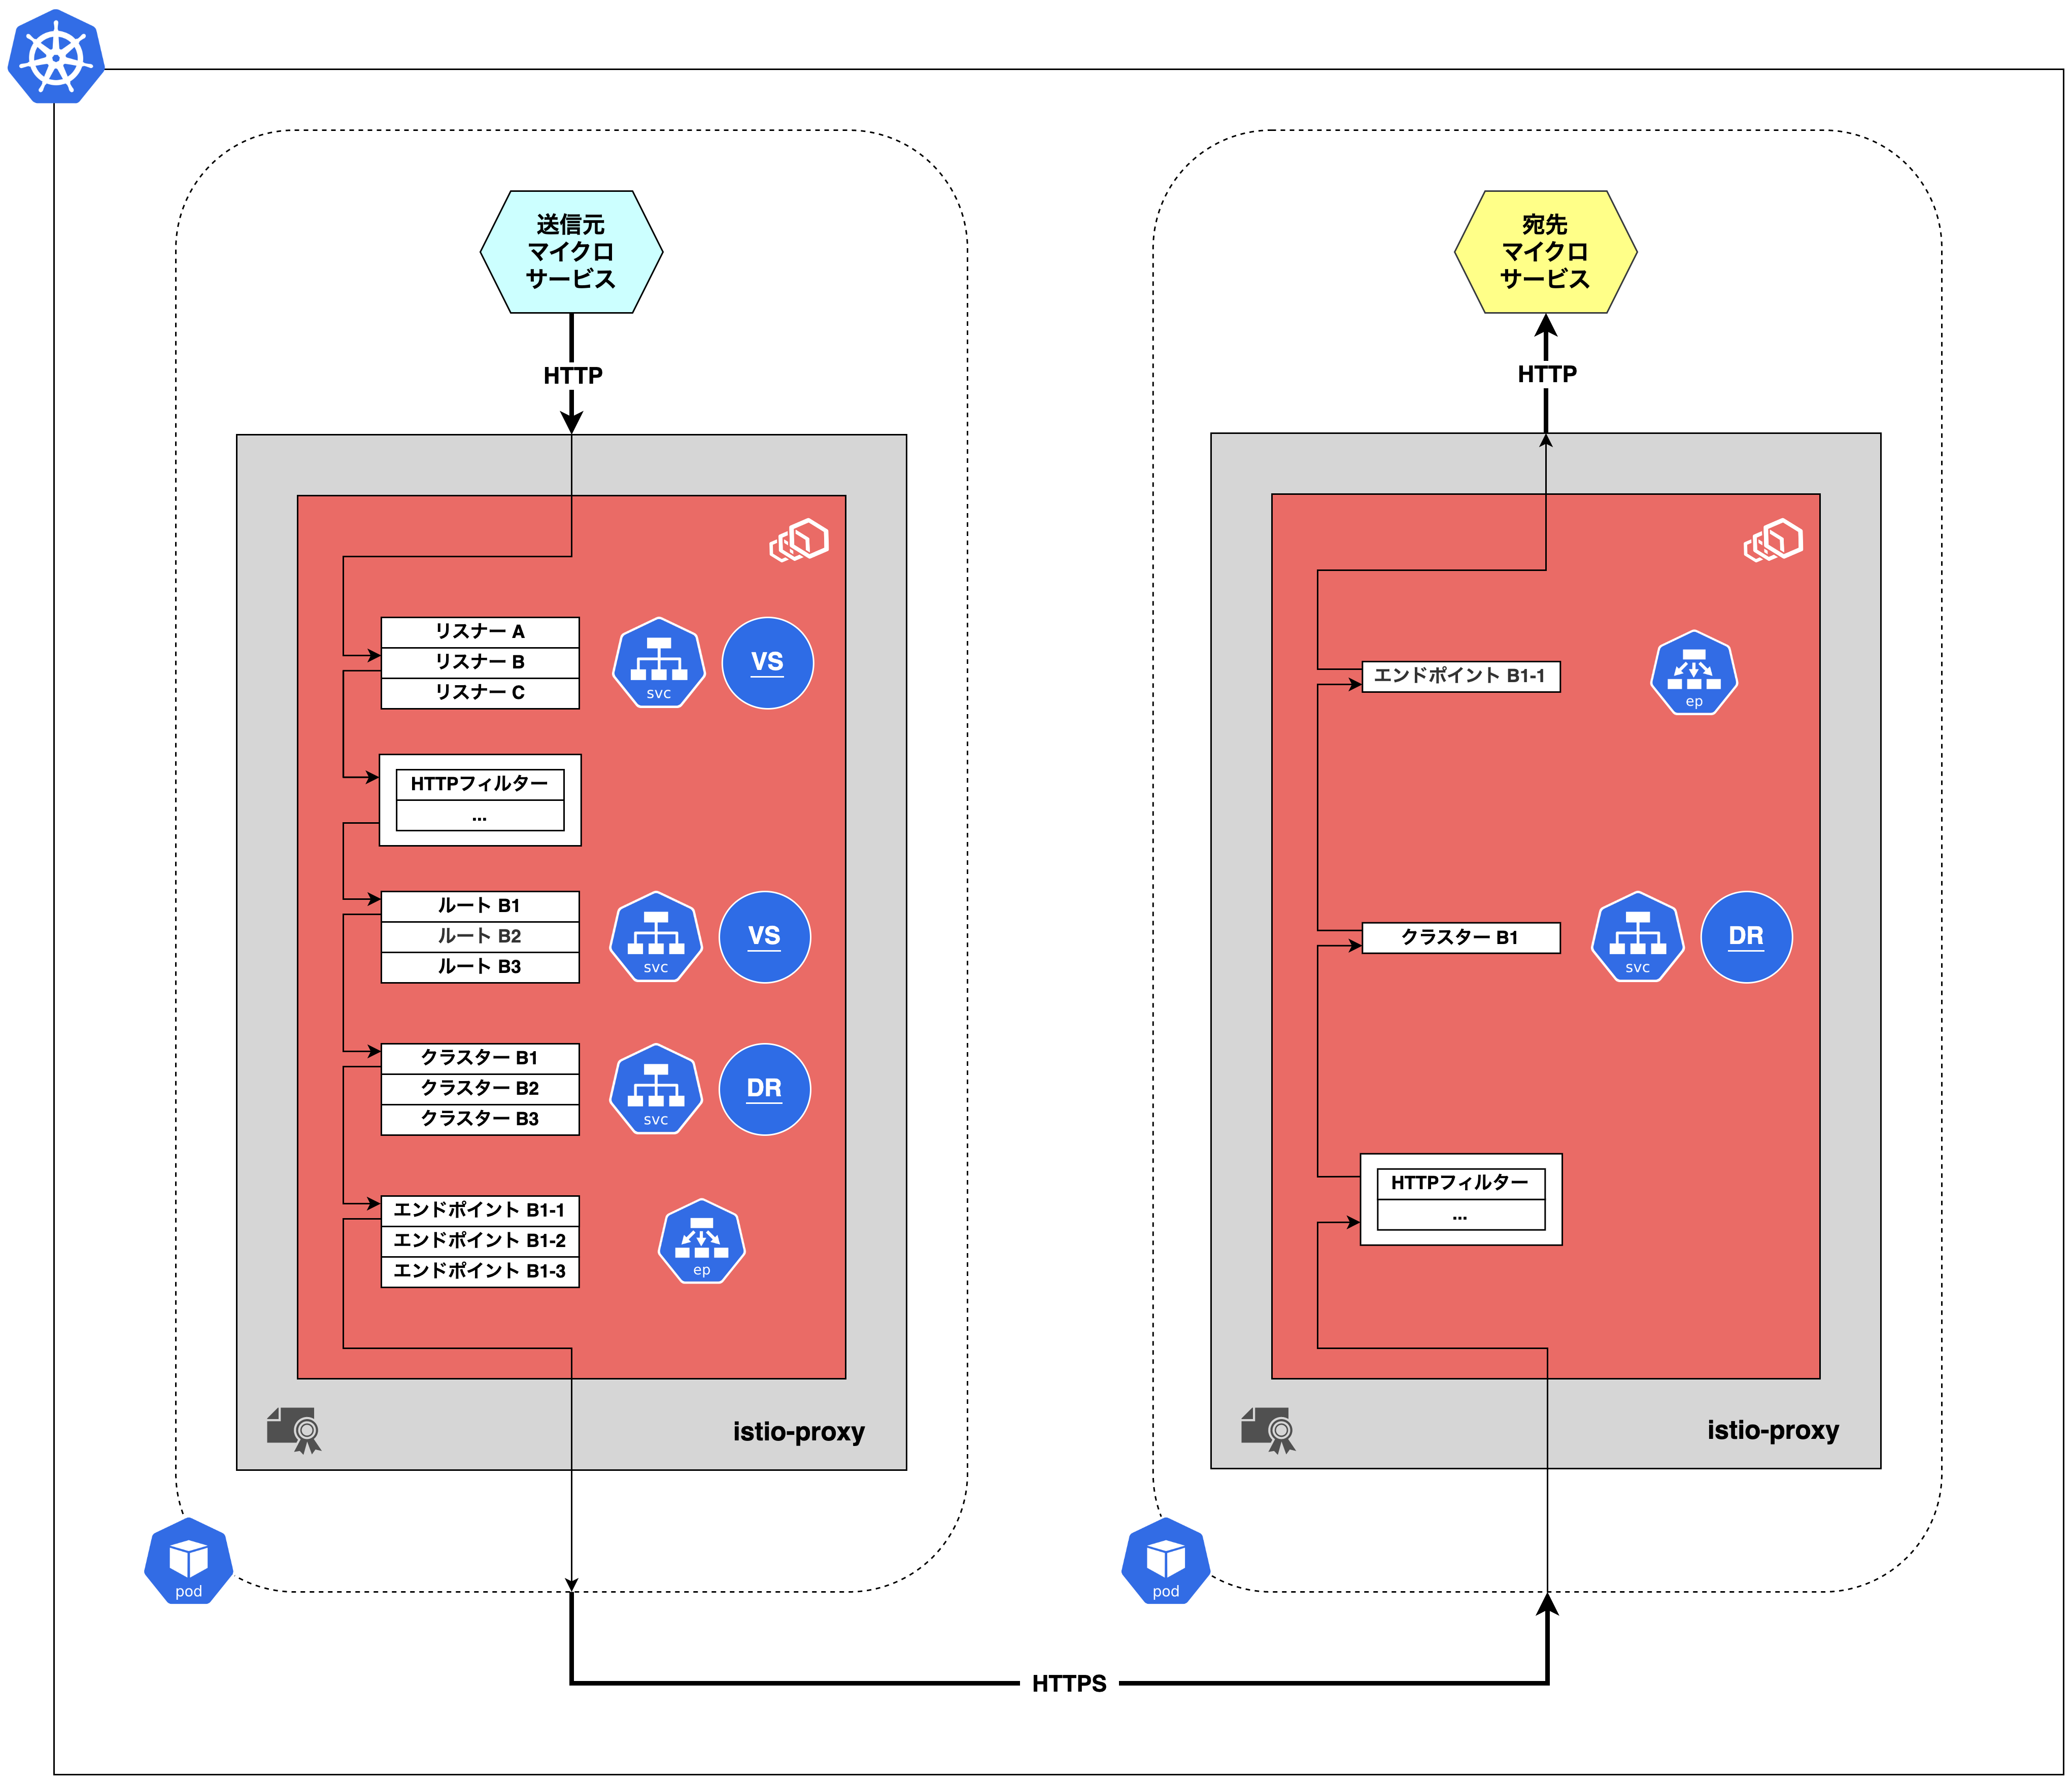 送信元
マイクロ
サービス
HTTP
リスナー A
リスナー B
リスナー C
svc
VS
HTTPフィルター
...
ルート B1
ルート B2
ルート B3
svc
VS
クラスター B1
クラスター B2
クラスター B3
svc
DR
エンドポイント B1-1
エンドポイント B1-2
エンドポイント B1-3
ep
istio-proxy
pod
HTTPS
宛先
マイクロ
サービス
HTTP
エンドポイント B1-1
ep
クラスター B1
svc
DR
HTTPフィルター
...
istio-proxy
pod